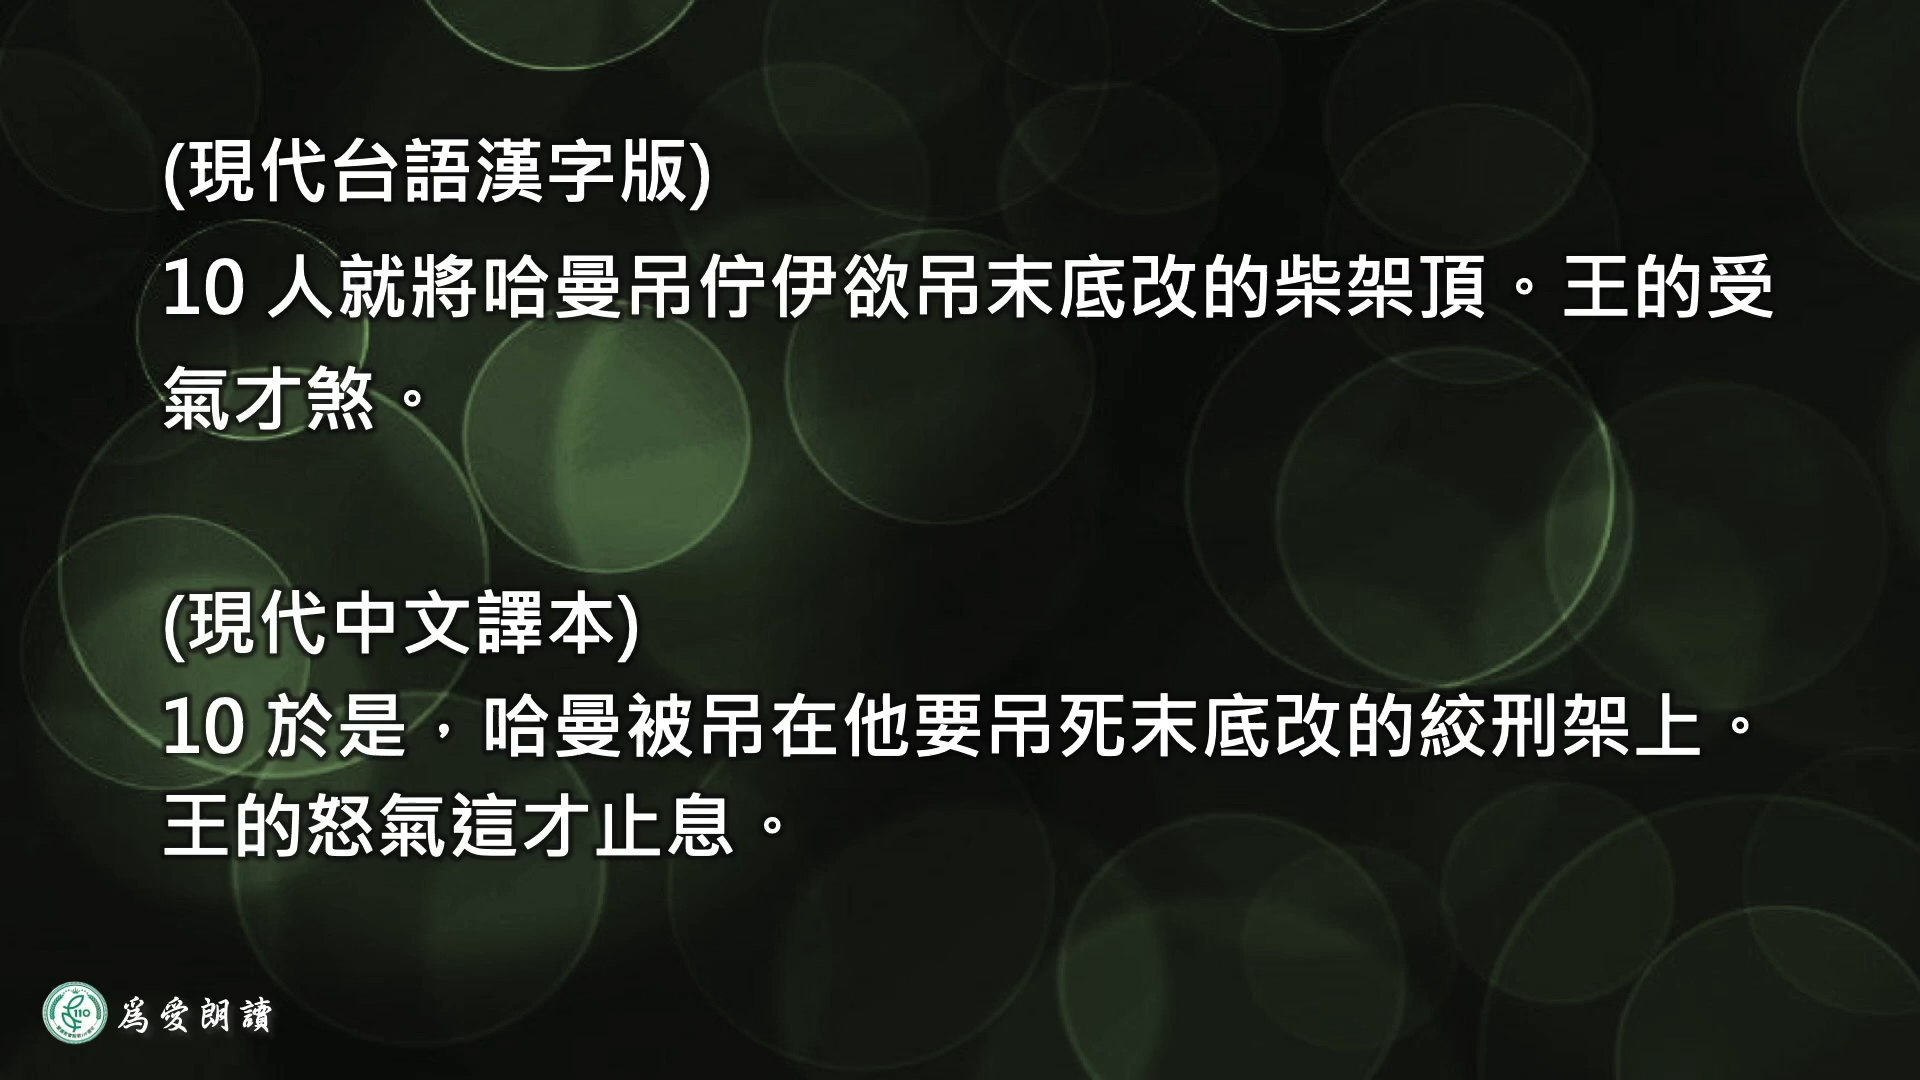 (現代台語漢字版)
10 人就將哈曼吊佇伊欲吊末底改的柴架頂。王的受
氣才煞。
(現代中文譯本)
10 於是，哈曼被吊在他要吊死末底改的絞刑架上。
王的怒氣這才止息。
110
為愛朗讀